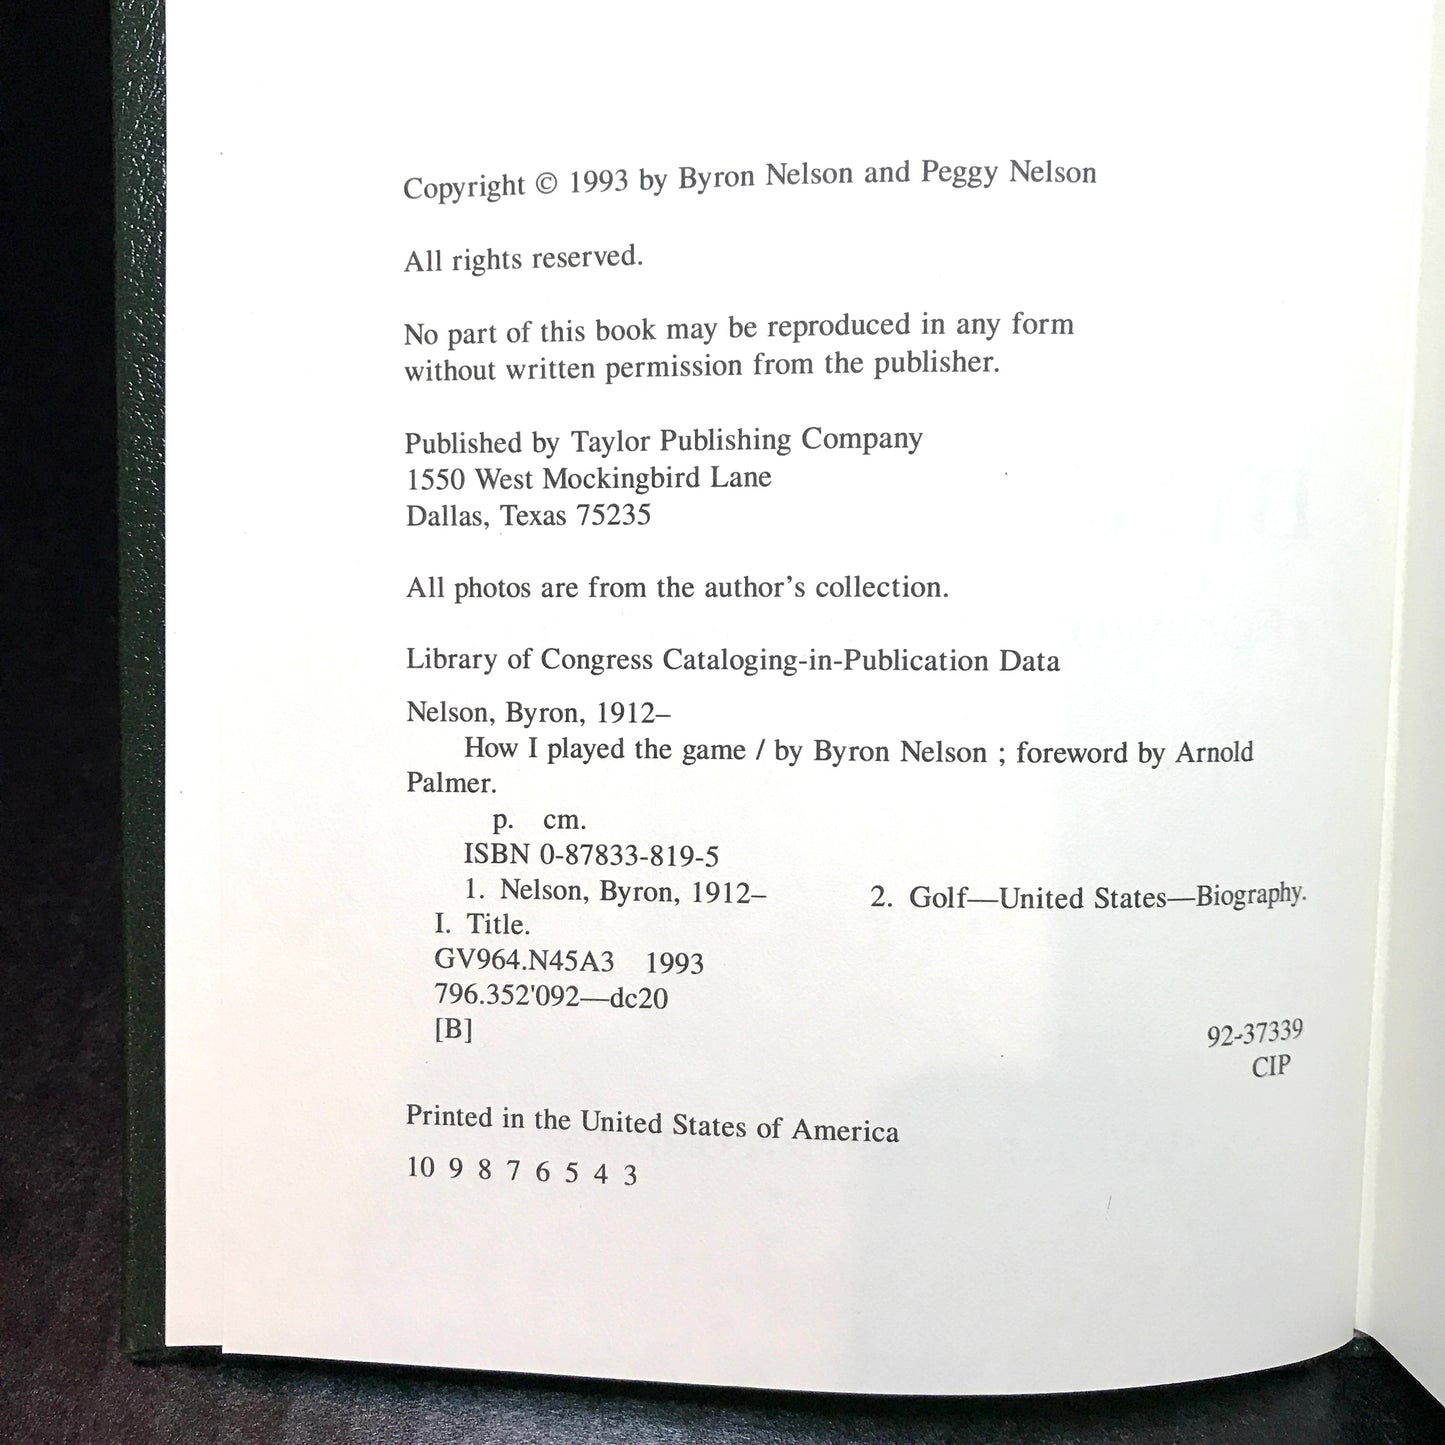 Copyright © 1993 by Byron Nelson and Peggy Nelson
All rights reserved.
No part of this book may be reproduced in any form
without written permission from the publisher.
Published by Taylor Publishing Company
1550 West Mockingbird Lane
Dallas, Texas 75235
All photos are from the author's collection.
Library of Congress Cataloging-in-Publication Data
Nelson, Byron, 1912–
How I played the game / by Byron Nelson ; foreword by Arnold
Palmer.
p. cm.
ISBN 0-87833-819-5
1. Nelson, Byron, 1912– 2. Golf—United States—Biography.
I. Title.
GV964.N45A3 1993
796.352'092—dc20
[B]
92-37339
CIP
Printed in the United States of America
10 9 8 7 6 5 4 3